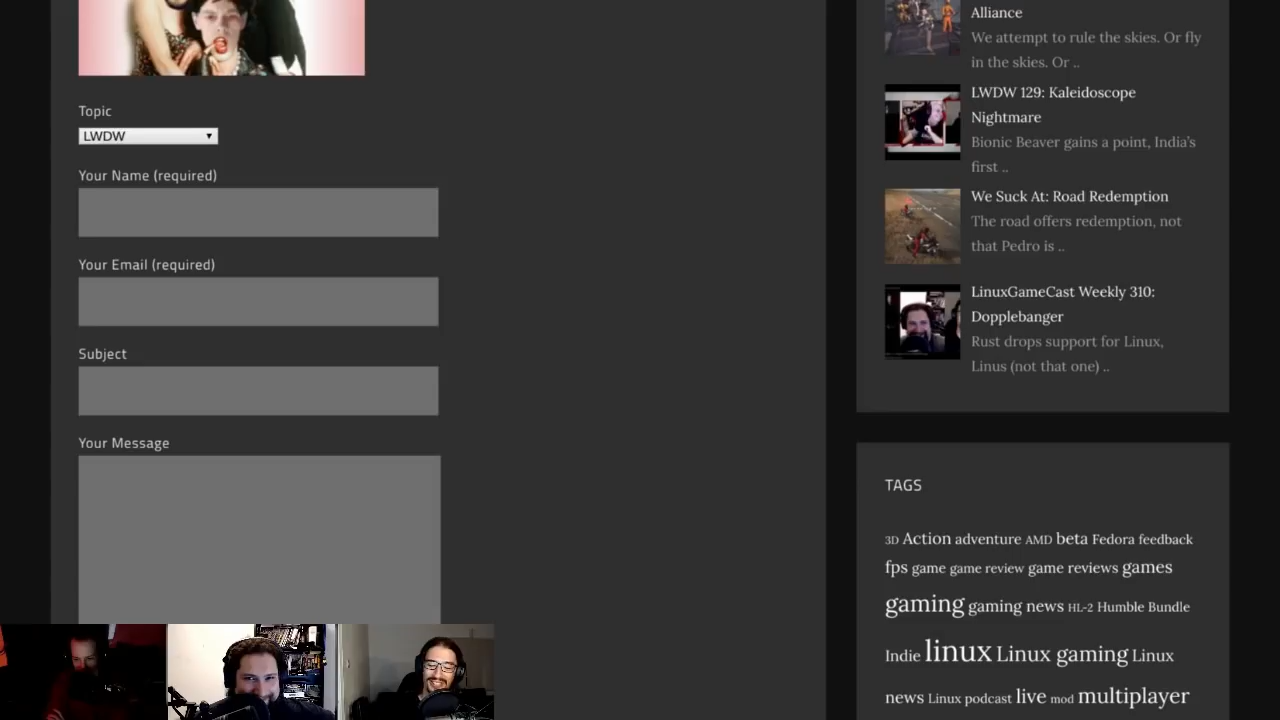 Topic
LWDW
Your Name (required)
Your Email (required)
Subject
Your Message
Alliance
We attempt to rule the skies. Or fly
in the skies. Or ..
LWDW 129: Kaleidoscope
Nightmare
Bionic Beaver gains a point, India's
first ..
We Suck At: Road Redemption
The road offers redemption, not
that Pedro is ..
LinuxGameCast Weekly 310:
Dopplebanger
Rust drops support for Linux,
Linus (not that one) ..
TAGS
3D Action adventure AMD beta Fedora feedback
fps game game review game reviews games
gaming gaming news HL-2 Humble Bundle
Indie linux Linux gaming Linux
news Linux podcast live mod multiplayer